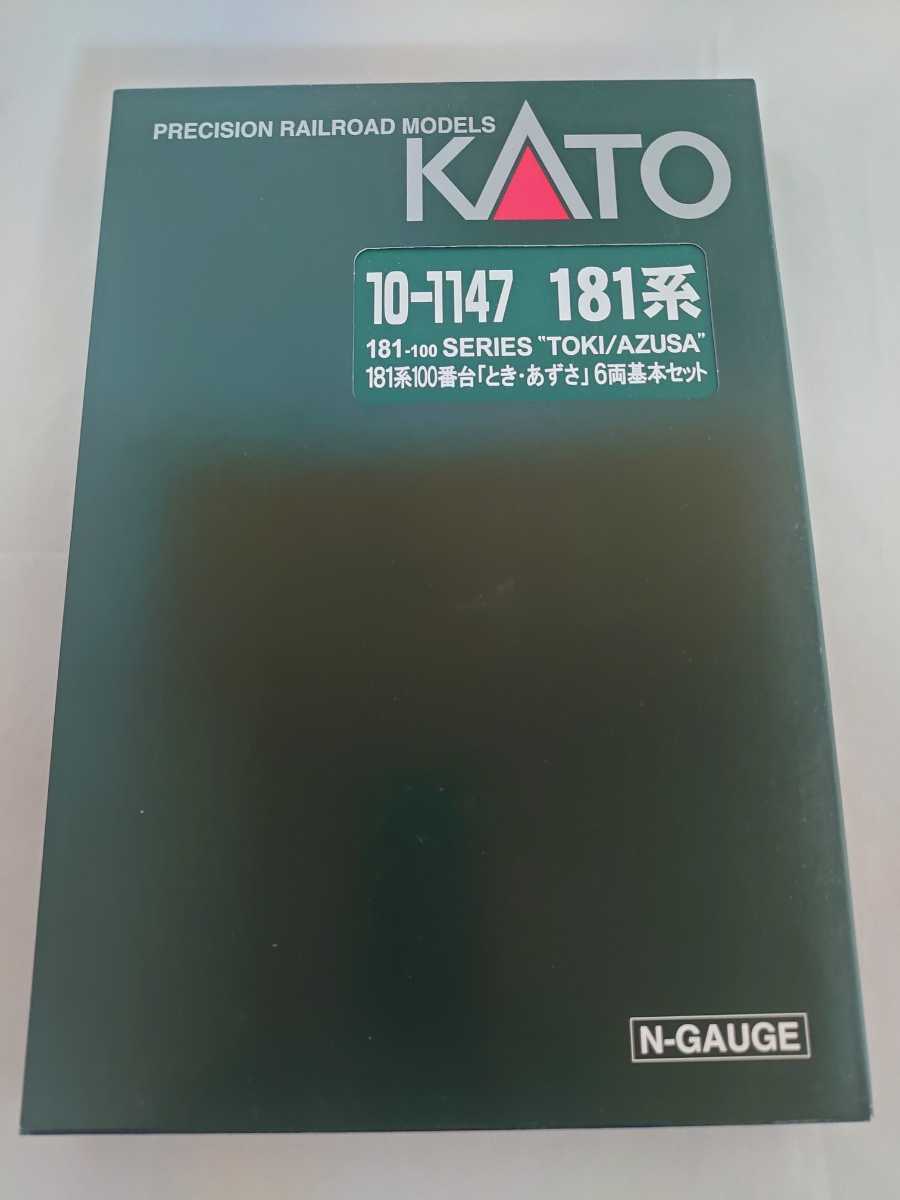 PRECISION RAILROAD MODELS
KATO
10-1147 181系
181-100 SERIES "TOKI/AZUSA"
181系100番台「とき・あずさ」6両基本セット
N-GAUGE